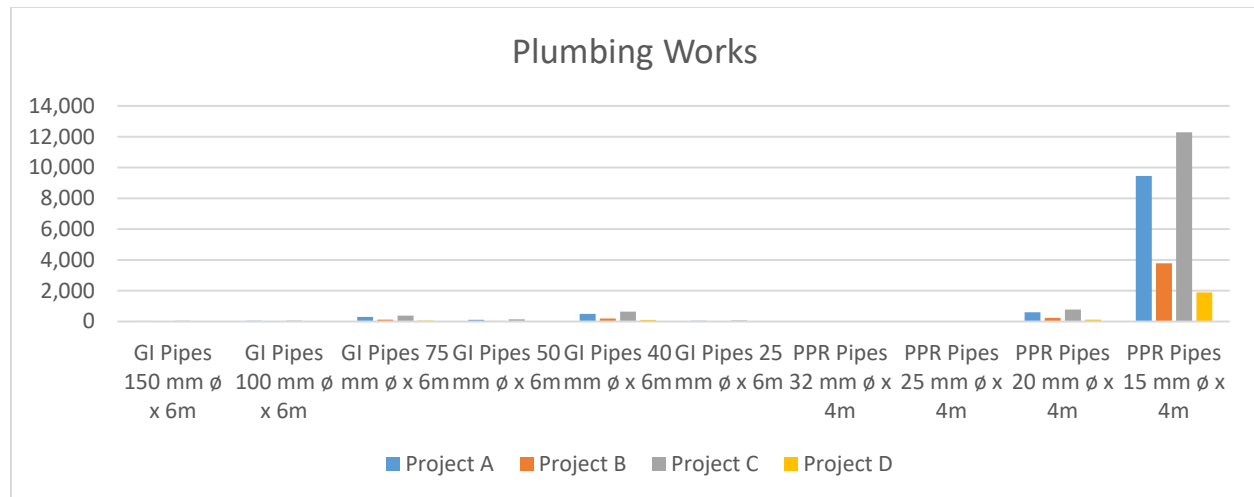 Plumbing Works
14,000
12,000
10,000
8,000
6,000
4,000
2,000
0
GI Pipes 150 mm ø x 6m
GI Pipes 100 mm ø x 6m
GI Pipes 75 mm ø x 6m
GI Pipes 50 mm ø x 6m
GI Pipes 40 mm ø x 6m
GI Pipes 25 mm ø x 6m
PPR Pipes 32 mm ø x 4m
PPR Pipes 25 mm ø x 4m
PPR Pipes 20 mm ø x 4m
PPR Pipes 15 mm ø x 4m
Project A Project B Project C Project D